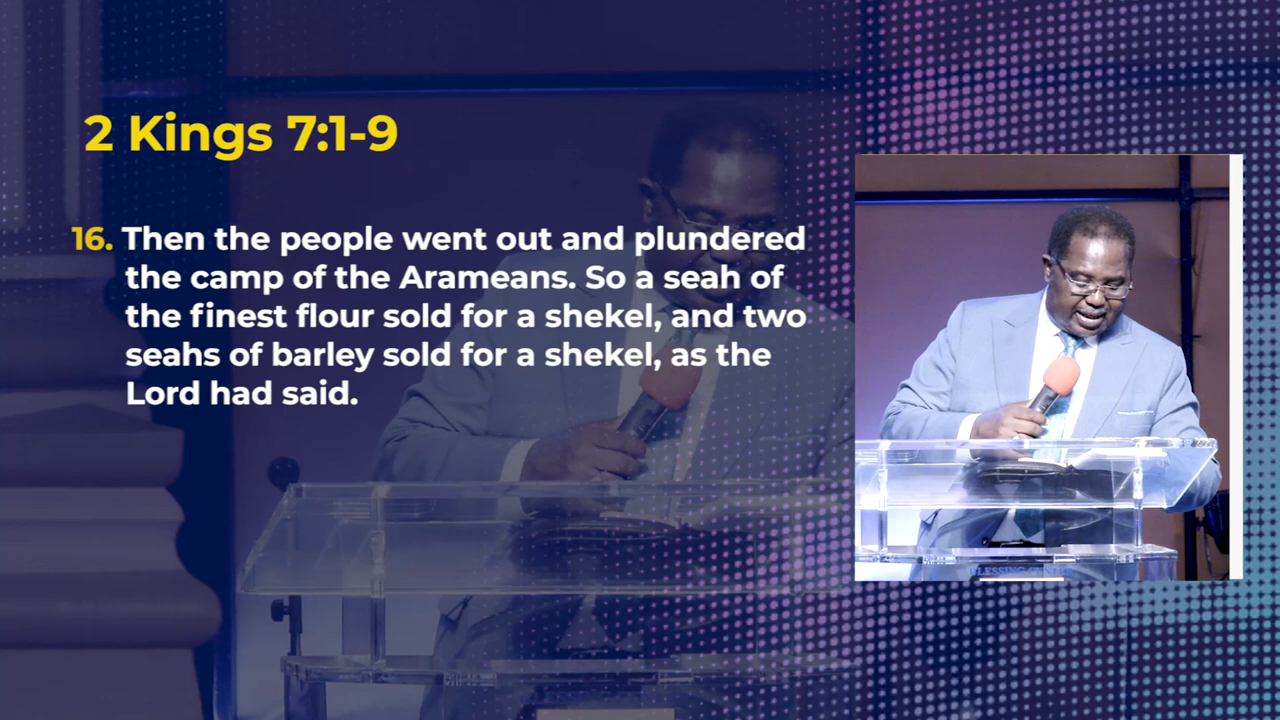 2 Kings 7:1-9
16. Then the people went out and plundered
the camp of the Arameans. So a seah of
the finest flour sold for a shekel, and two
seahs of barley sold for a shekel, as the
Lord had said.